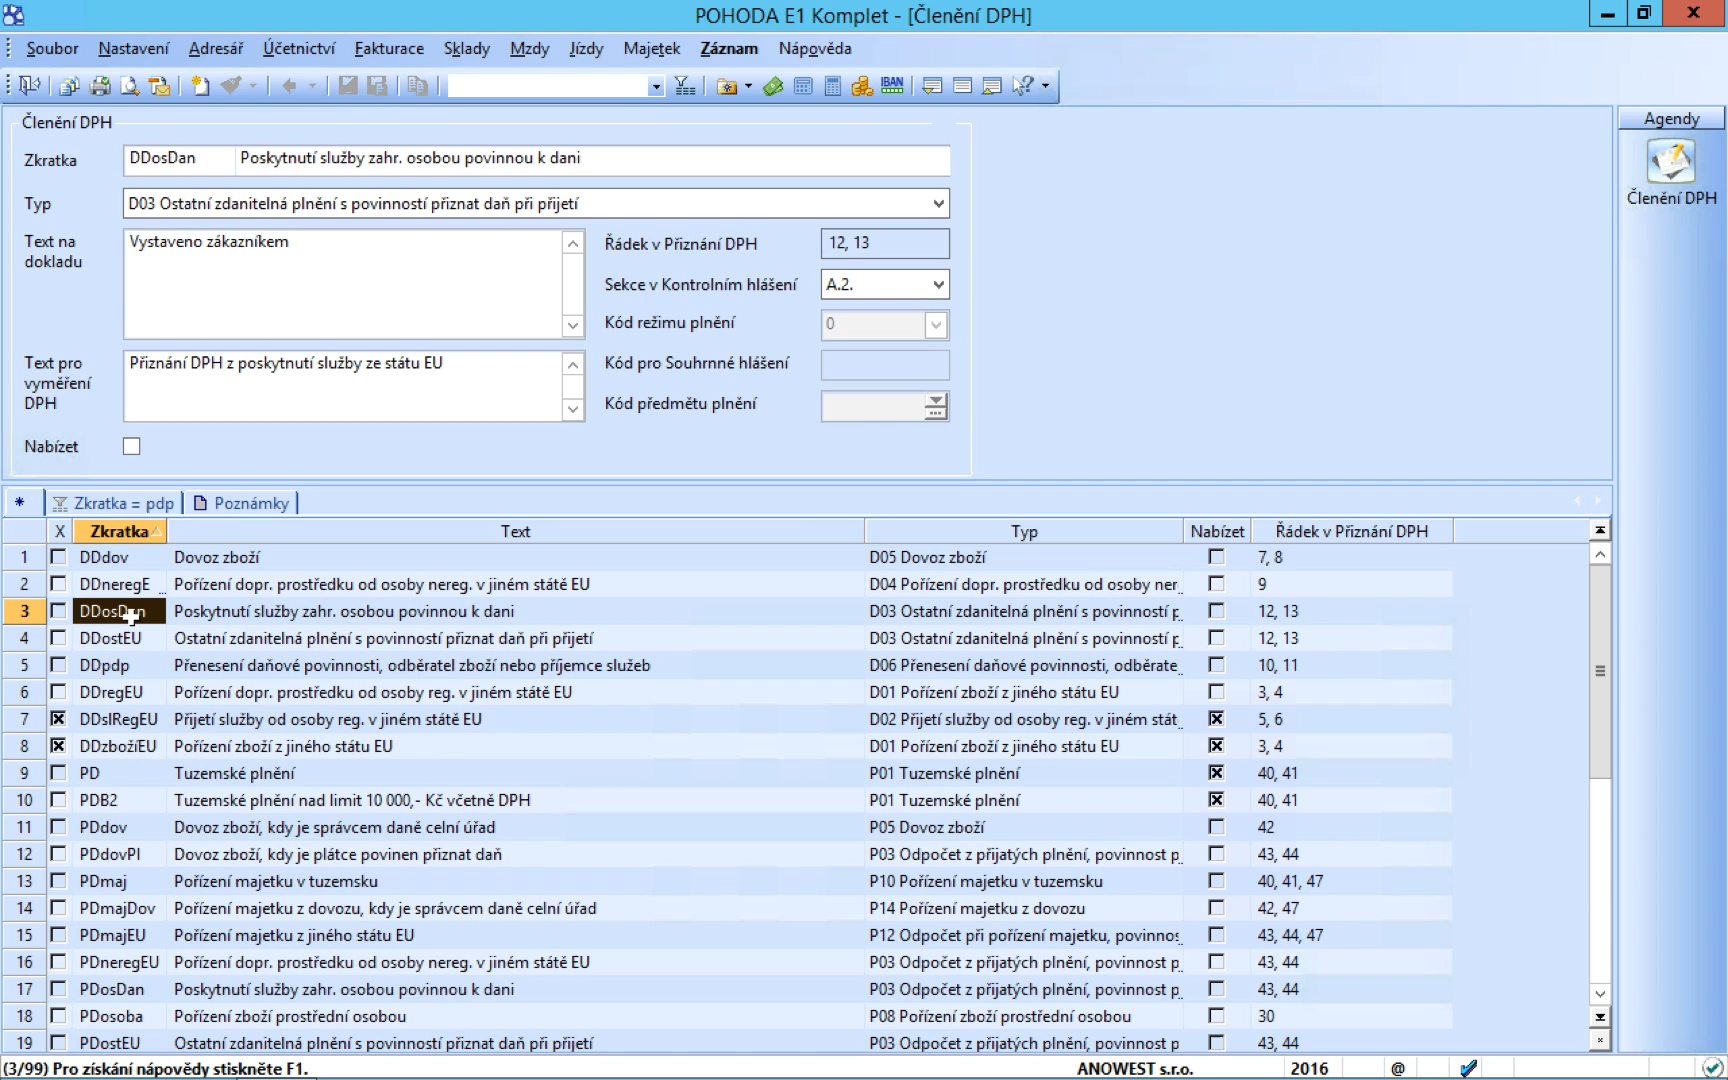 POHODA E1 Komplet - [Členění DPH]
Soubor Nastavení Adresář Účetnictví Fakturace Sklady Mzdy Jízdy Majetek Záznam Nápověda
IBAN
Agendy
Členění DPH
Členění DPH
Zkratka DDosDan Poskytnutí služby zahr. osobou povinnou k dani
Typ D03 Ostatní zdanitelná plnění s povinností přiznat daň při přijetí
Text na dokladu Vystaveno zákazníkem
Řádek v Přiznání DPH 12, 13
Sekce v Kontrolním hlášení A.2.
Kód režimu plnění 0
Text pro vyměření DPH Přiznání DPH z poskytnutí služby ze státu EU
Kód pro Souhrnné hlášení
Kód předmětu plnění
Nabízet
* Zkratka = pdp Poznámky
X Zkratka Text Typ Nabízet Řádek v Přiznání DPH
1 DDdov Dovoz zboží D05 Dovoz zboží 7, 8
2 DDneregE... Pořízení dopr. prostředku od osoby nereg. v jiném státě EU D04 Pořízení dopr. prostředku od osoby ner... 9
3 DDosDan Poskytnutí služby zahr. osobou povinnou k dani D03 Ostatní zdanitelná plnění s povinností p... 12, 13
4 DDostEU Ostatní zdanitelná plnění s povinností přiznat daň při přijetí D03 Ostatní zdanitelná plnění s povinností p... 12, 13
5 DDpdp Přenesení daňové povinnosti, odběratel zboží nebo příjemce služeb D06 Přenesení daňové povinnosti, odběrate... 10, 11
6 DDregEU Pořízení dopr. prostředku od osoby reg. v jiném státě EU D01 Pořízení zboží z jiného státu EU 3, 4
7 DDslRegEU Přijetí služby od osoby reg. v jiném státě EU D02 Přijetí služby od osoby reg. v jiném stát... 5, 6
8 DDzbožíEU Pořízení zboží z jiného státu EU D01 Pořízení zboží z jiného státu EU 3, 4
9 PD Tuzemské plnění P01 Tuzemské plnění 40, 41
10 PDB2 Tuzemské plnění nad limit 10 000,- Kč včetně DPH P01 Tuzemské plnění 40, 41
11 PDdov Dovoz zboží, kdy je správcem daně celní úřad P05 Dovoz zboží 42
12 PDdovPl Dovoz zboží, kdy je plátce povinen přiznat daň P03 Odpočet z přijatých plnění, povinnost p... 43, 44
13 PDmaj Pořízení majetku v tuzemsku P10 Pořízení majetku v tuzemsku 40, 41, 47
14 PDmajDov Pořízení majetku z dovozu, kdy je správcem daně celní úřad P14 Pořízení majetku z dovozu 42, 47
15 PDmajEU Pořízení majetku z jiného státu EU P12 Odpočet při pořízení majetku, povinnos... 43, 44, 47
16 PDneregEU Pořízení dopr. prostředku od osoby nereg. v jiném státě EU P03 Odpočet z přijatých plnění, povinnost p... 43, 44
17 PDosDan Poskytnutí služby zahr. osobou povinnou k dani P03 Odpočet z přijatých plnění, povinnost p... 43, 44
18 PDosoba Pořízení zboží prostřední osobou P08 Pořízení zboží prostřední osobou 30
19 PDostEU Ostatní zdanitelná plnění s povinností přiznat daň při přijetí P03 Odpočet z přijatých plnění, povinnost p 43, 44
(3/99) Pro získání nápovědy stiskněte F1. ANOWEST s.r.o. 2016 @